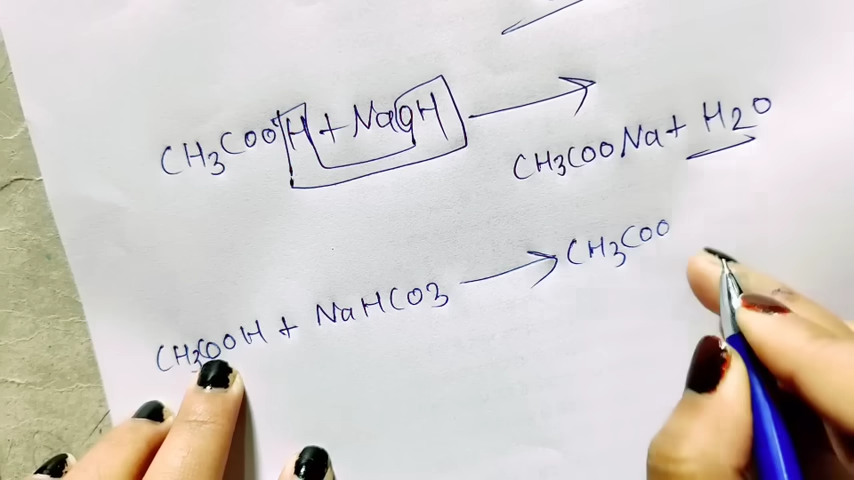 CH3COOH + NaOH → CH3COONa + H2O
CH3COOH + NaHCO3 → CH3COO